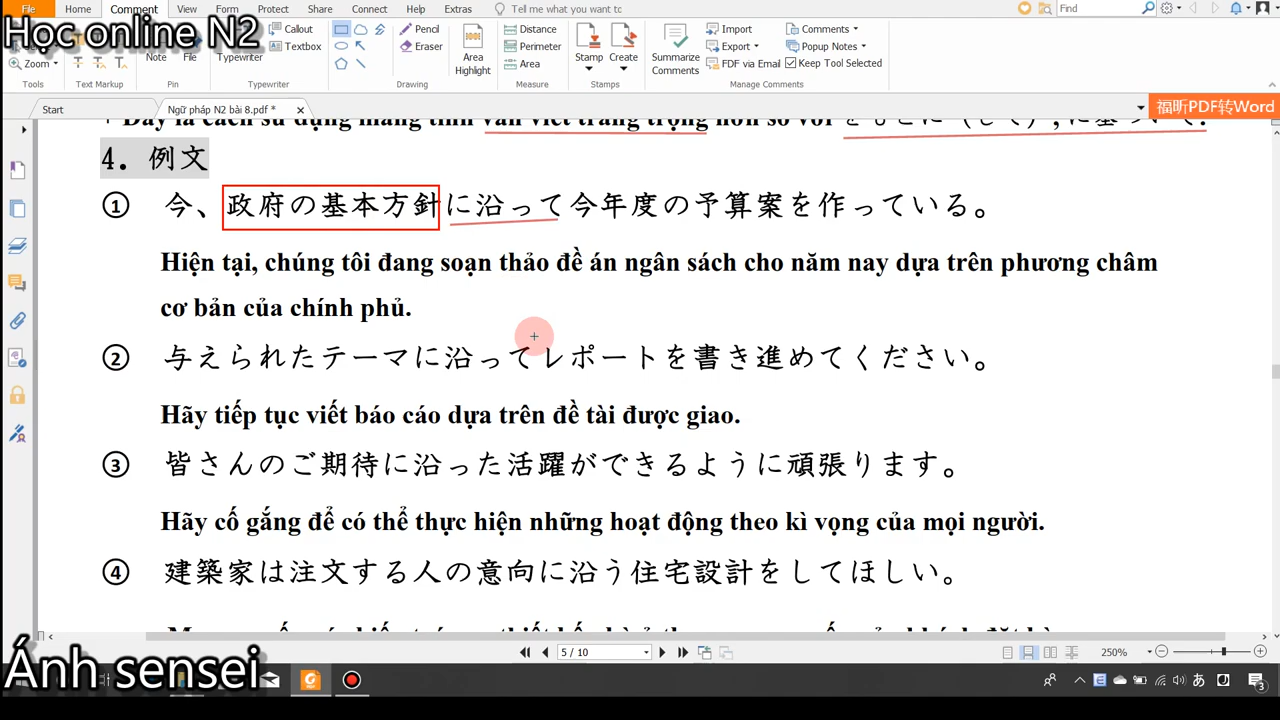 File Home Comment View Form Protect Share Connect Help Extras Tell me what you want tc Find
Học online N2
Zoom Typewriter Note File Callout Textbox Pencil Eraser Area Highlight Distance Perimeter Area Stamp Create Summarize Comments Import Export FDF via Email Comments Popup Notes Keep Tool Selected
Tools Text Markup Pin Typewriter Drawing Measure Stamps Manage Comments
Start Ngữ pháp N2 bài 8.pdf * 福昕PDF转Word
4. 例文
① 今、政府の基本方針に沿って今年度の予算案を作っている。
Hiện tại, chúng tôi đang soạn thảo đề án ngân sách cho năm nay dựa trên phương châm
cơ bản của chính phủ.
② 与えられたテーマに沿ってレポートを書き進めてください。
Hãy tiếp tục viết báo cáo dựa trên đề tài được giao.
③ 皆さんのご期待に沿った活躍ができるように頑張ります。
Hãy cố gắng để có thể thực hiện những hoạt động theo kì vọng của mọi người.
④ 建築家は注文する人の意向に沿う住宅設計をしてほしい。
5 / 10 250%
Ánh sensei
あ 3